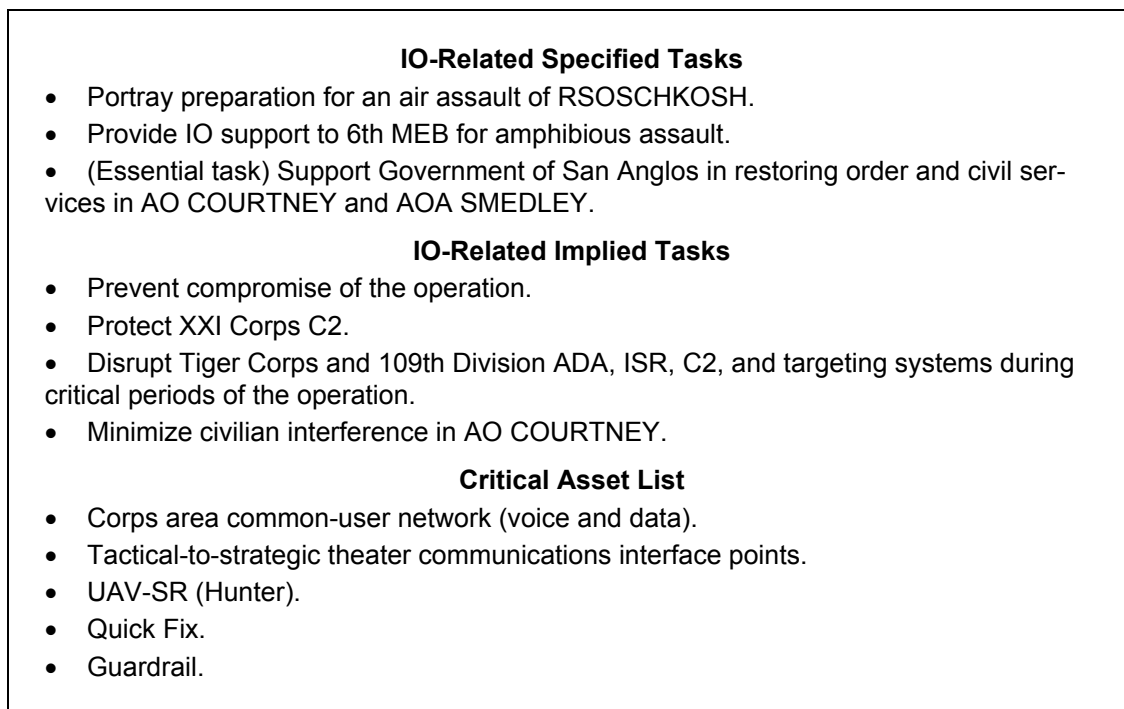 IO-Related Specified Tasks
• Portray preparation for an air assault of RSOSCHKOSH.
• Provide IO support to 6th MEB for amphibious assault.
• (Essential task) Support Government of San Anglos in restoring order and civil ser-
vices in AO COURTNEY and AOA SMEDLEY.
IO-Related Implied Tasks
• Prevent compromise of the operation.
• Protect XXI Corps C2.
• Disrupt Tiger Corps and 109th Division ADA, ISR, C2, and targeting systems during
critical periods of the operation.
• Minimize civilian interference in AO COURTNEY.
Critical Asset List
• Corps area common-user network (voice and data).
• Tactical-to-strategic theater communications interface points.
• UAV-SR (Hunter).
• Quick Fix.
• Guardrail.